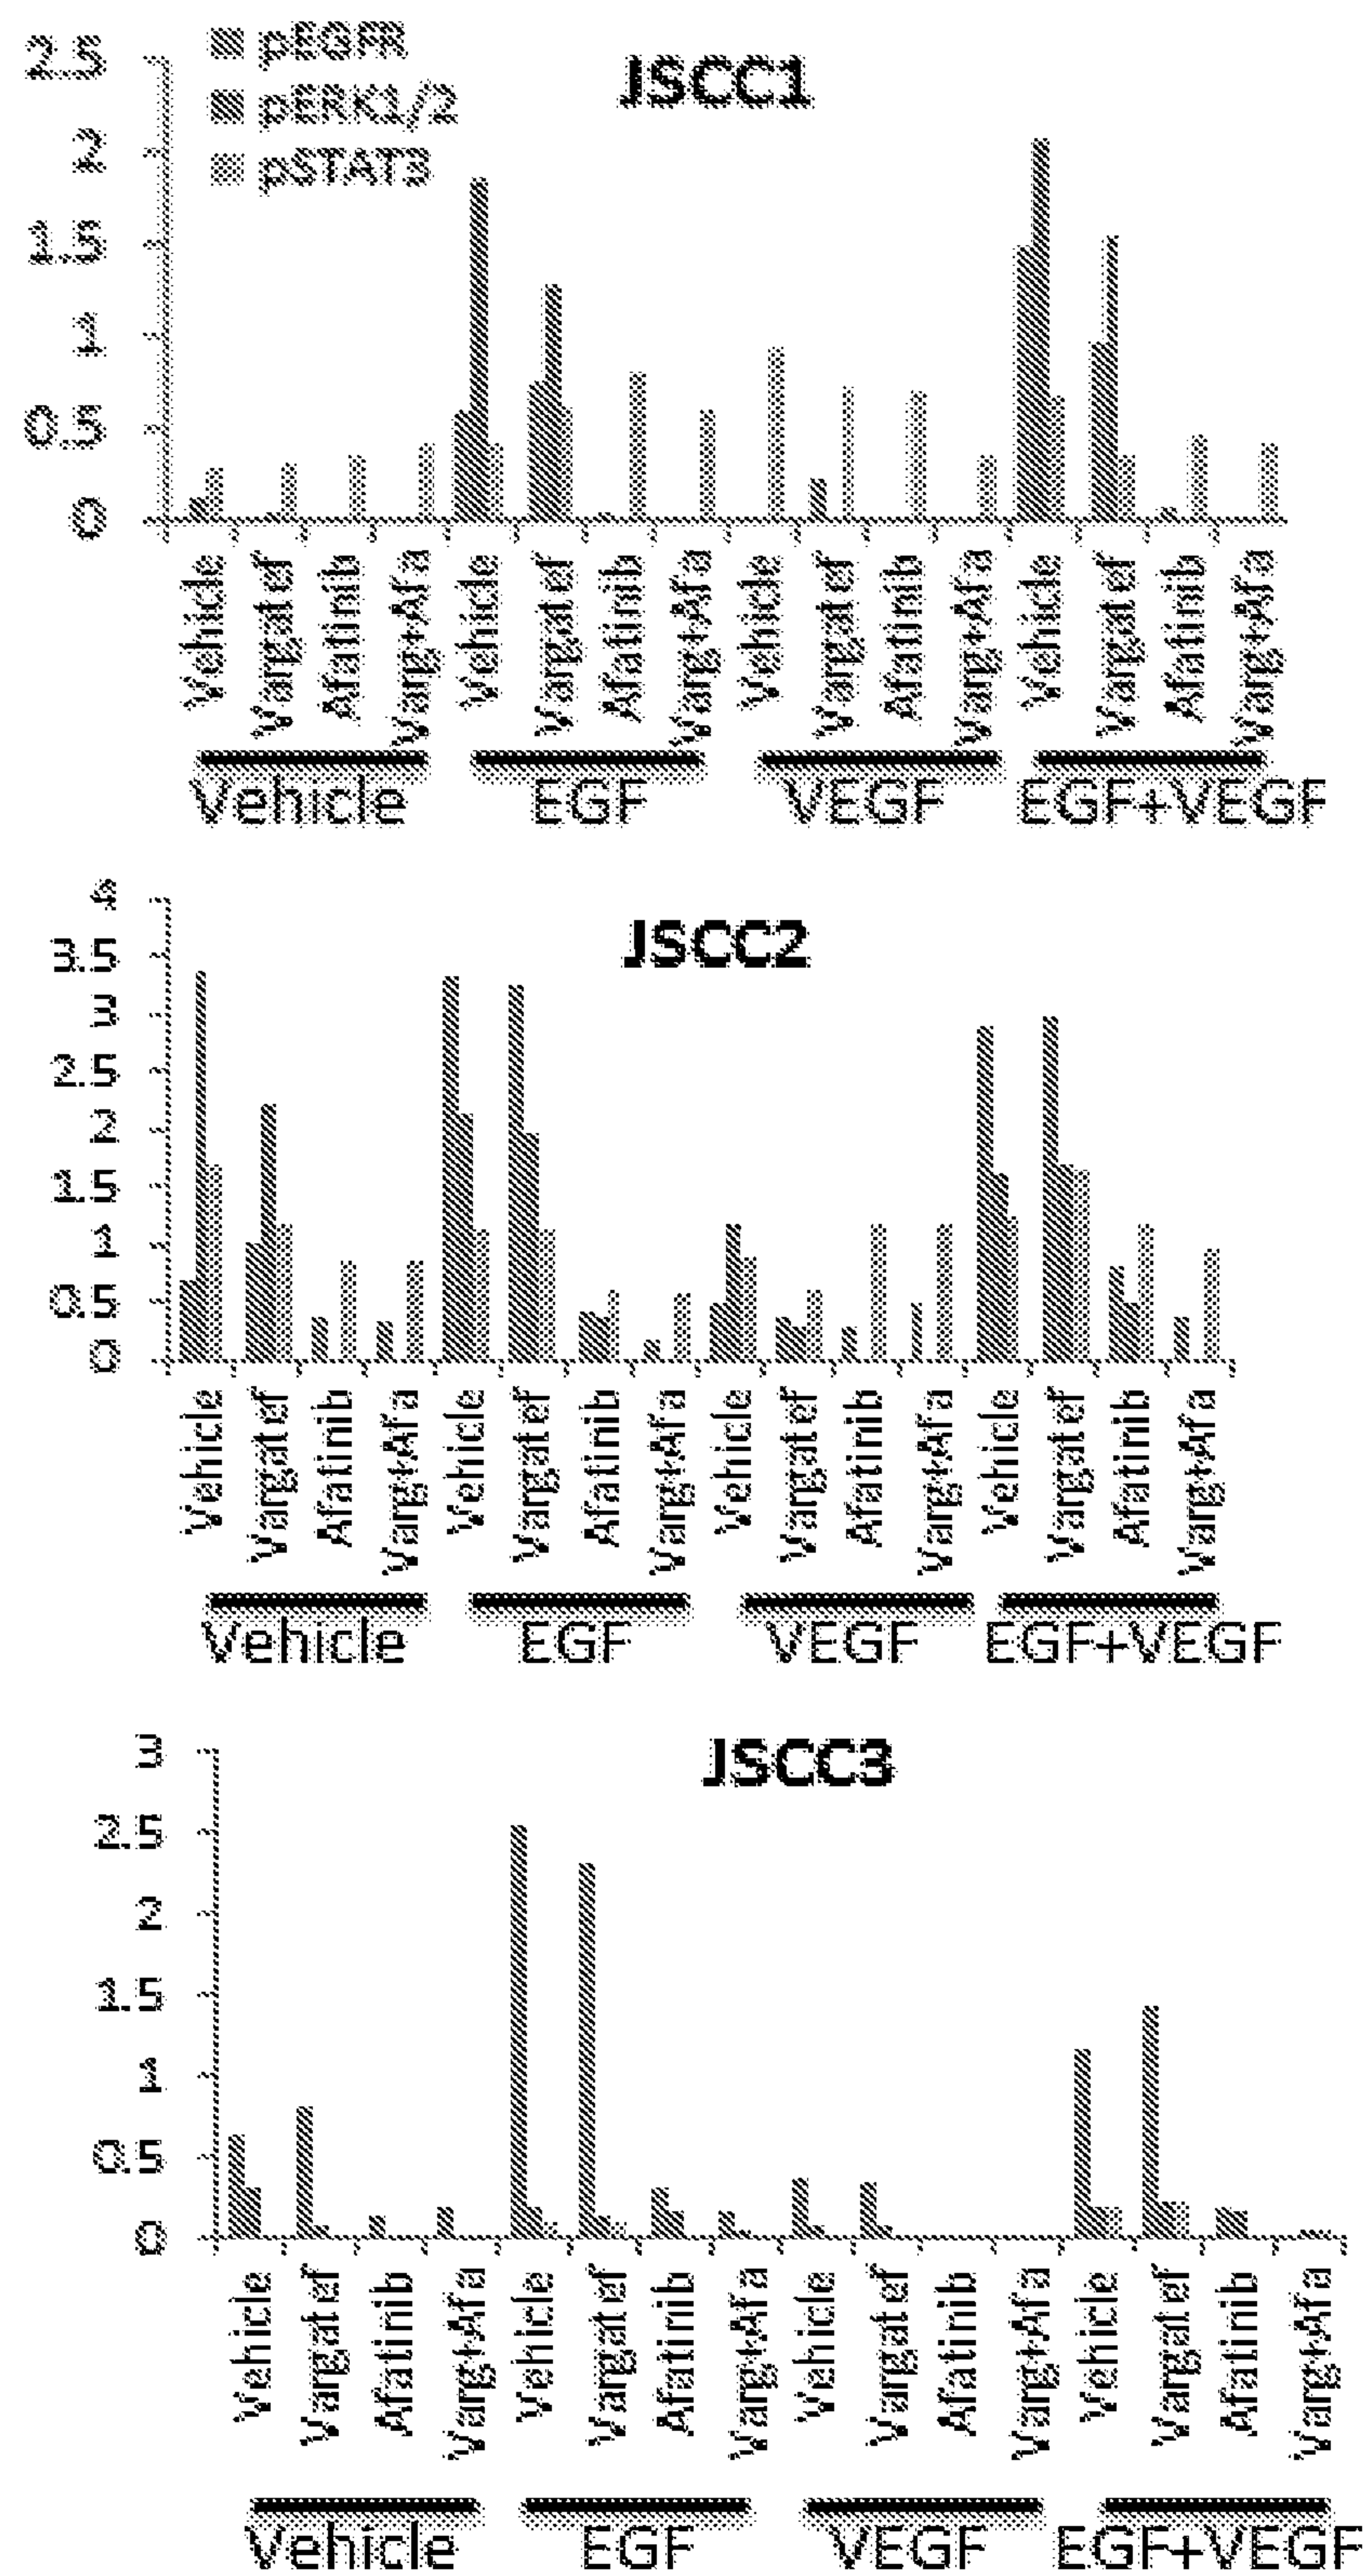 pEGFR
pERK1/2
pSTAT3
JSCC1
2.5
2
1.5
1
0.5
0
Vehicle Vargatef Afatinib Varg+Afa Vehicle Vargatef Afatinib Varg+Afa Vehicle Vargatef Afatinib Varg+Afa Vehicle Vargatef Afatinib Varg+Afa
Vehicle EGF VEGF EGF+VEGF
JSCC2
4
3.5
3
2.5
2
1.5
1
0.5
0
Vehicle Vargatef Afatinib Varg+Afa Vehicle Vargatef Afatinib Varg+Afa Vehicle Vargatef Afatinib Varg+Afa Vehicle Vargatef Afatinib Varg+Afa
Vehicle EGF VEGF EGF+VEGF
JSCC3
3
2.5
2
1.5
1
0.5
0
Vehicle Vargatef Afatinib Varg+Afa Vehicle Vargatef Afatinib Varg+Afa Vehicle Vargatef Afatinib Varg+Afa Vehicle Vargatef Afatinib Varg+Afa
Vehicle EGF VEGF EGF+VEGF